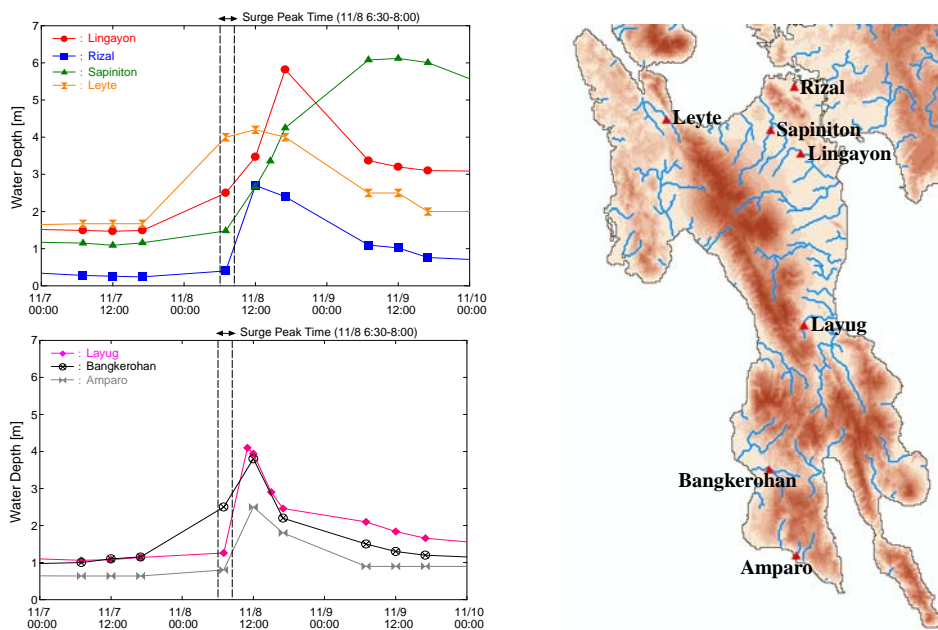 Surge Peak Time (11/8 6:30-8:00)
7
6
5
4
3
2
1
0
Water Depth [m]
: Lingayon
: Rizal
: Sapiniton
: Leyte
11/7 11/7 11/8 11/8 11/9 11/9 11/10
00:00 12:00 00:00 12:00 00:00 12:00 00:00
Surge Peak Time (11/8 6:30-8:00)
7
6
5
4
3
2
1
0
Water Depth [m]
: Layug
: Bangkerohan
: Amparo
11/7 11/7 11/8 11/8 11/9 11/9 11/10
00:00 12:00 00:00 12:00 00:00 12:00 00:00
Rizal
Leyte
Sapiniton
Lingayon
Layug
Bangkerohan
Amparo